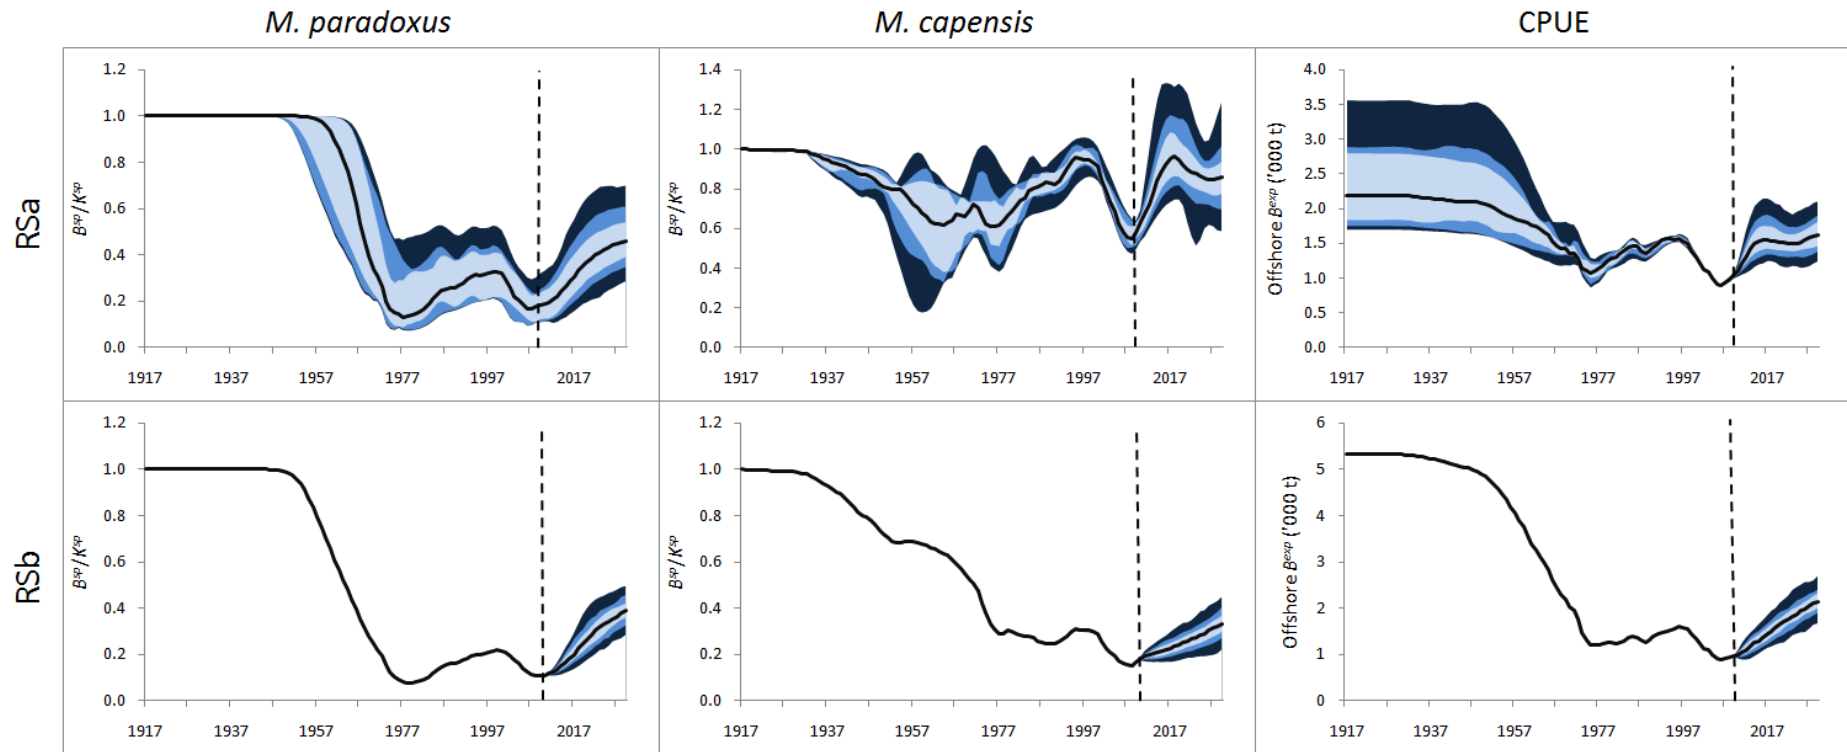 M. paradoxus
M. capensis
CPUE
RSa
Bˢᵖ/Kˢᵖ
1.2
1.0
0.8
0.6
0.4
0.2
0.0
1917 1937 1957 1977 1997 2017
Bˢᵖ/Kˢᵖ
1.4
1.2
1.0
0.8
0.6
0.4
0.2
0.0
1917 1937 1957 1977 1997 2017
Offshore Bᵉˣᵖ ('000 t)
4.0
3.5
3.0
2.5
2.0
1.5
1.0
0.5
0.0
1917 1937 1957 1977 1997 2017
RSb
Bˢᵖ/Kˢᵖ
1.2
1.0
0.8
0.6
0.4
0.2
0.0
1917 1937 1957 1977 1997 2017
Bˢᵖ/Kˢᵖ
1.2
1.0
0.8
0.6
0.4
0.2
0.0
1917 1937 1957 1977 1997 2017
Offshore Bᵉˣᵖ ('000 t)
6
5
4
3
2
1
0
1917 1937 1957 1977 1997 2017